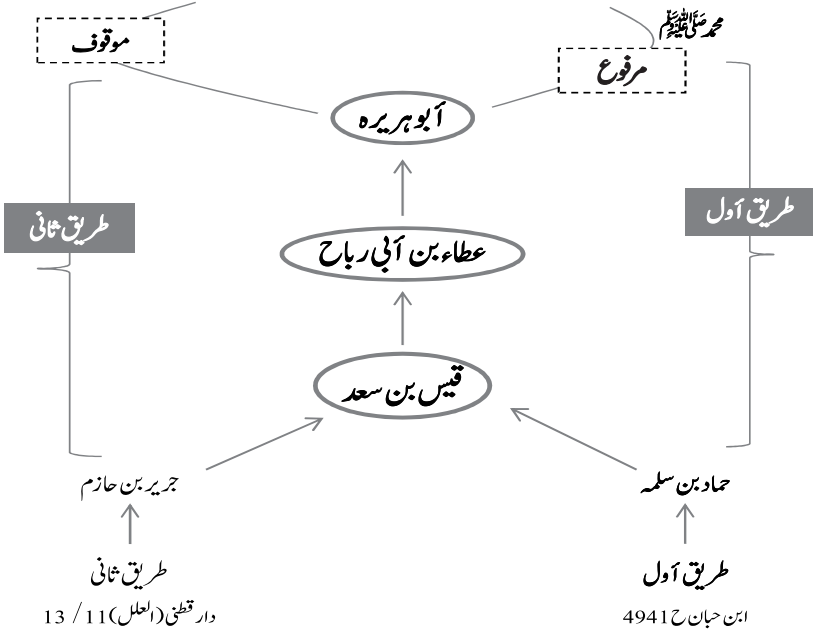 محمد ﷺ
مرفوع
موقوف
أبو ہریرہ
طریق أول
طریق ثانی
عطاء بن أبی رباح
قیس بن سعد
حماد بن سلمہ
جریر بن حازم
طریق أول
طریق ثانی
ابن حبان ح4941
دار قطنی (العلل) 11 / 13